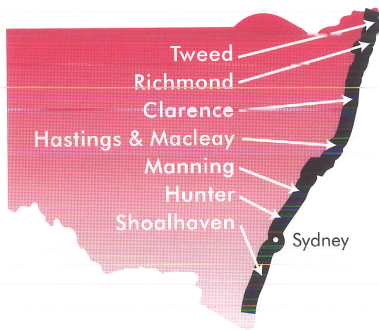 Tweed
Richmond
Clarence
Hastings & Macleay
Manning
Hunter
Shoalhaven
Sydney